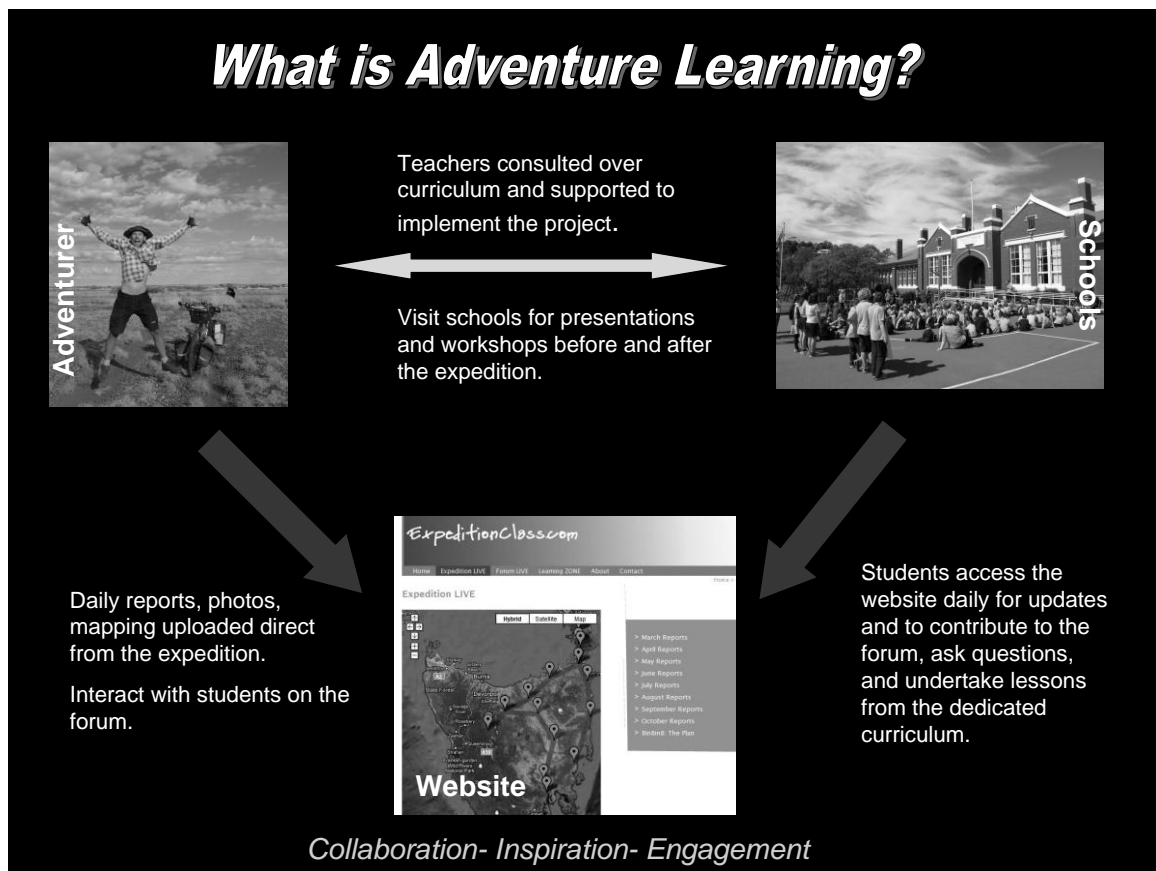 What is Adventure Learning?
Adventurer
Teachers consulted over
curriculum and supported to
implement the project.
Visit schools for presentations
and workshops before and after
the expedition.
Schools
Daily reports, photos,
mapping uploaded direct
from the expedition.
Interact with students on the
forum.
ExpeditionClass.com
Home Expedition LIVE Forum LIVE Learning ZONE About Contact
Expedition LIVE
Hybrid Satellite Map
> March Reports
> April Reports
> May Reports
> June Reports
> July Reports
> August Reports
> September Reports
> October Reports
Burnie
Devonport
Rosebery
Queenstown
Strahan
Website
Students access the
website daily for updates
and to contribute to the
forum, ask questions,
and undertake lessons
from the dedicated
curriculum.
Collaboration- Inspiration- Engagement